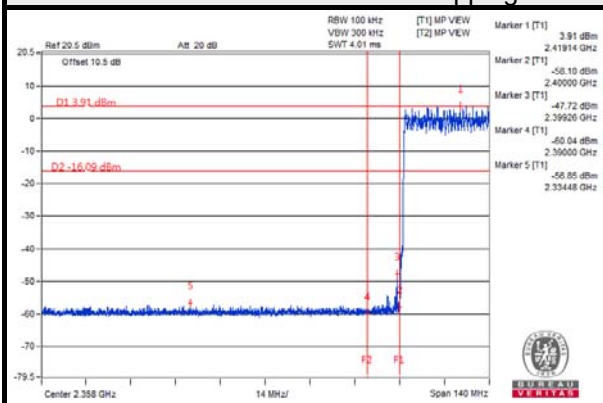 RBW 100 kHz [T1] MP VIEW
VBW 300 kHz [T2] MP VIEW
Ref 20.5 dBm Att 20 dB SWT 4.01 ms
Offset 10.5 dB
20.5
10
0
-10
-20
-30
-40
-50
-60
-70
-79.5
D1 3.91 dBm
D2 -16.09 dBm
1
2
3
4
5
F2
F1
Center 2.358 GHz 14 MHz/ Span 140 MHz
Marker 1 [T1]
3.91 dBm
2.41914 GHz
Marker 2 [T1]
-58.10 dBm
2.40000 GHz
Marker 3 [T1]
-47.72 dBm
2.39926 GHz
Marker 4 [T1]
-60.04 dBm
2.39000 GHz
Marker 5 [T1]
-56.85 dBm
2.33448 GHz
BUREAU
VERITAS